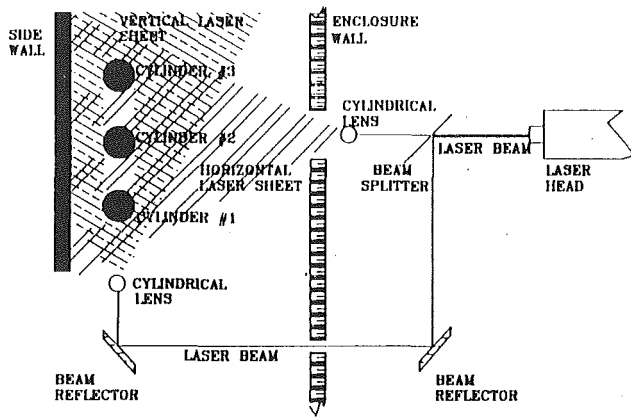 SIDE
WALL
VERTICAL LASER
SHEET
ENCLOSURE
WALL
CYLINDER #3
CYLINDER #2
CYLINDER #1
CYLINDRICAL
LENS
HORIZONTAL
LASER SHEET
BEAM
SPLITTER
LASER BEAM
LASER
HEAD
CYLINDRICAL
LENS
LASER BEAM
BEAM
REFLECTOR
BEAM
REFLECTOR